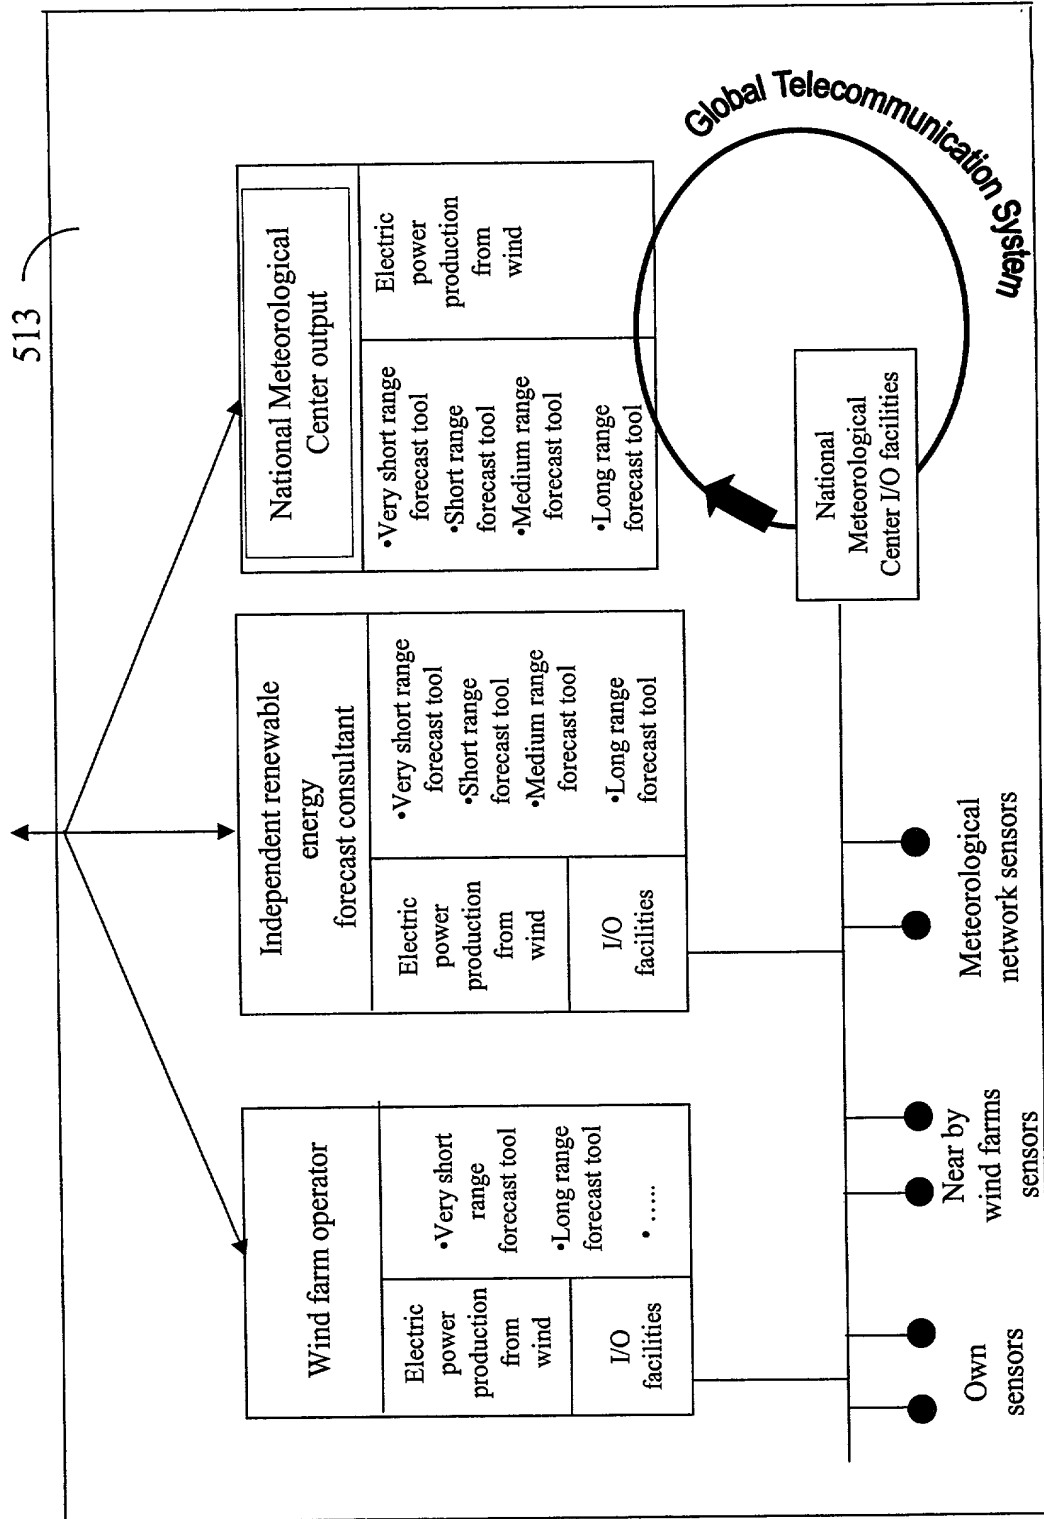 513
Wind farm operator
Electric
power
production
from
wind
I/O
facilities
•Very short
range
forecast tool
•Long range
forecast tool
• .....
Independent renewable
energy
forecast consultant
Electric
power
production
from
wind
I/O
facilities
•Very short range
forecast tool
•Short range
forecast tool
•Medium range
forecast tool
•Long range
forecast tool
National Meteorological
Center output
•Very short range
forecast tool
•Short range
forecast tool
•Medium range
forecast tool
•Long range
forecast tool
Electric
power
production
from
wind
Global Telecommunication System
National
Meteorological
Center I/O facilities
Own
sensors
Near by
wind farms
sensors
Meteorological
network sensors